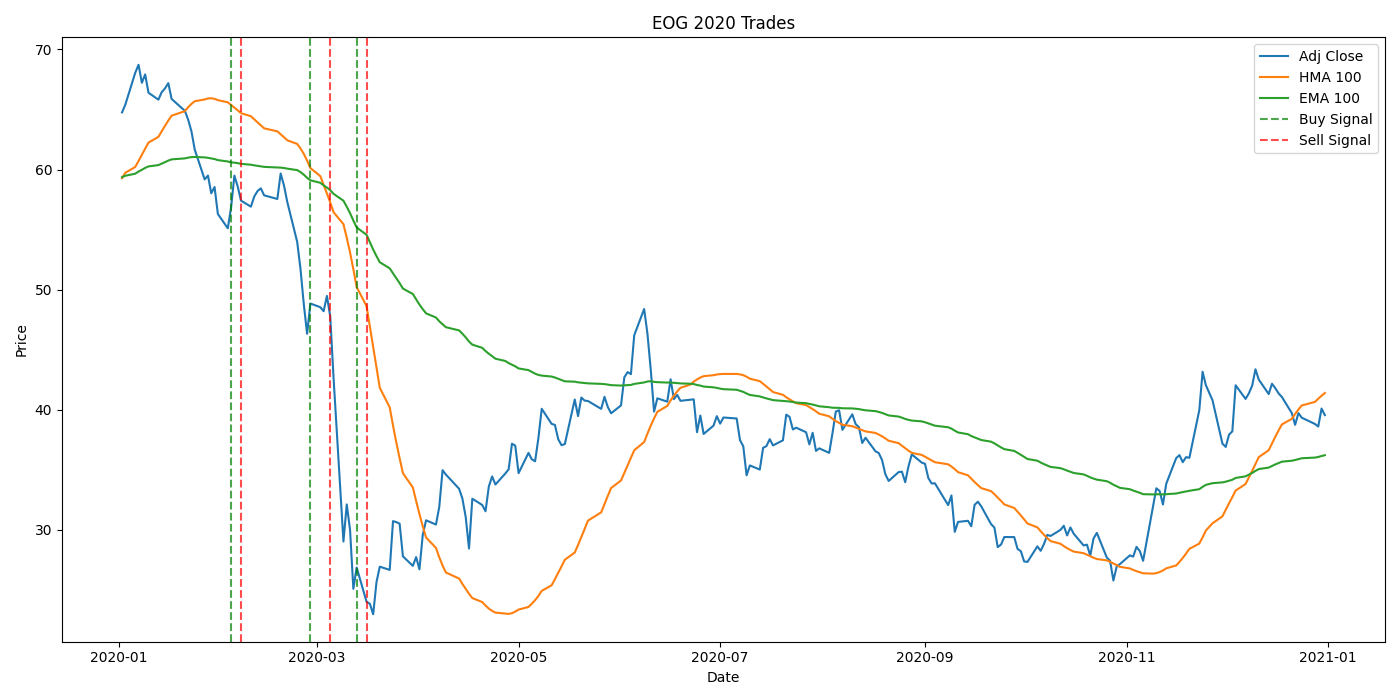 EOG 2020 Trades
Adj Close
HMA 100
EMA 100
Buy Signal
Sell Signal
Price
70
60
50
40
30
2020-01
2020-03
2020-05
2020-07
2020-09
2020-11
2021-01
Date